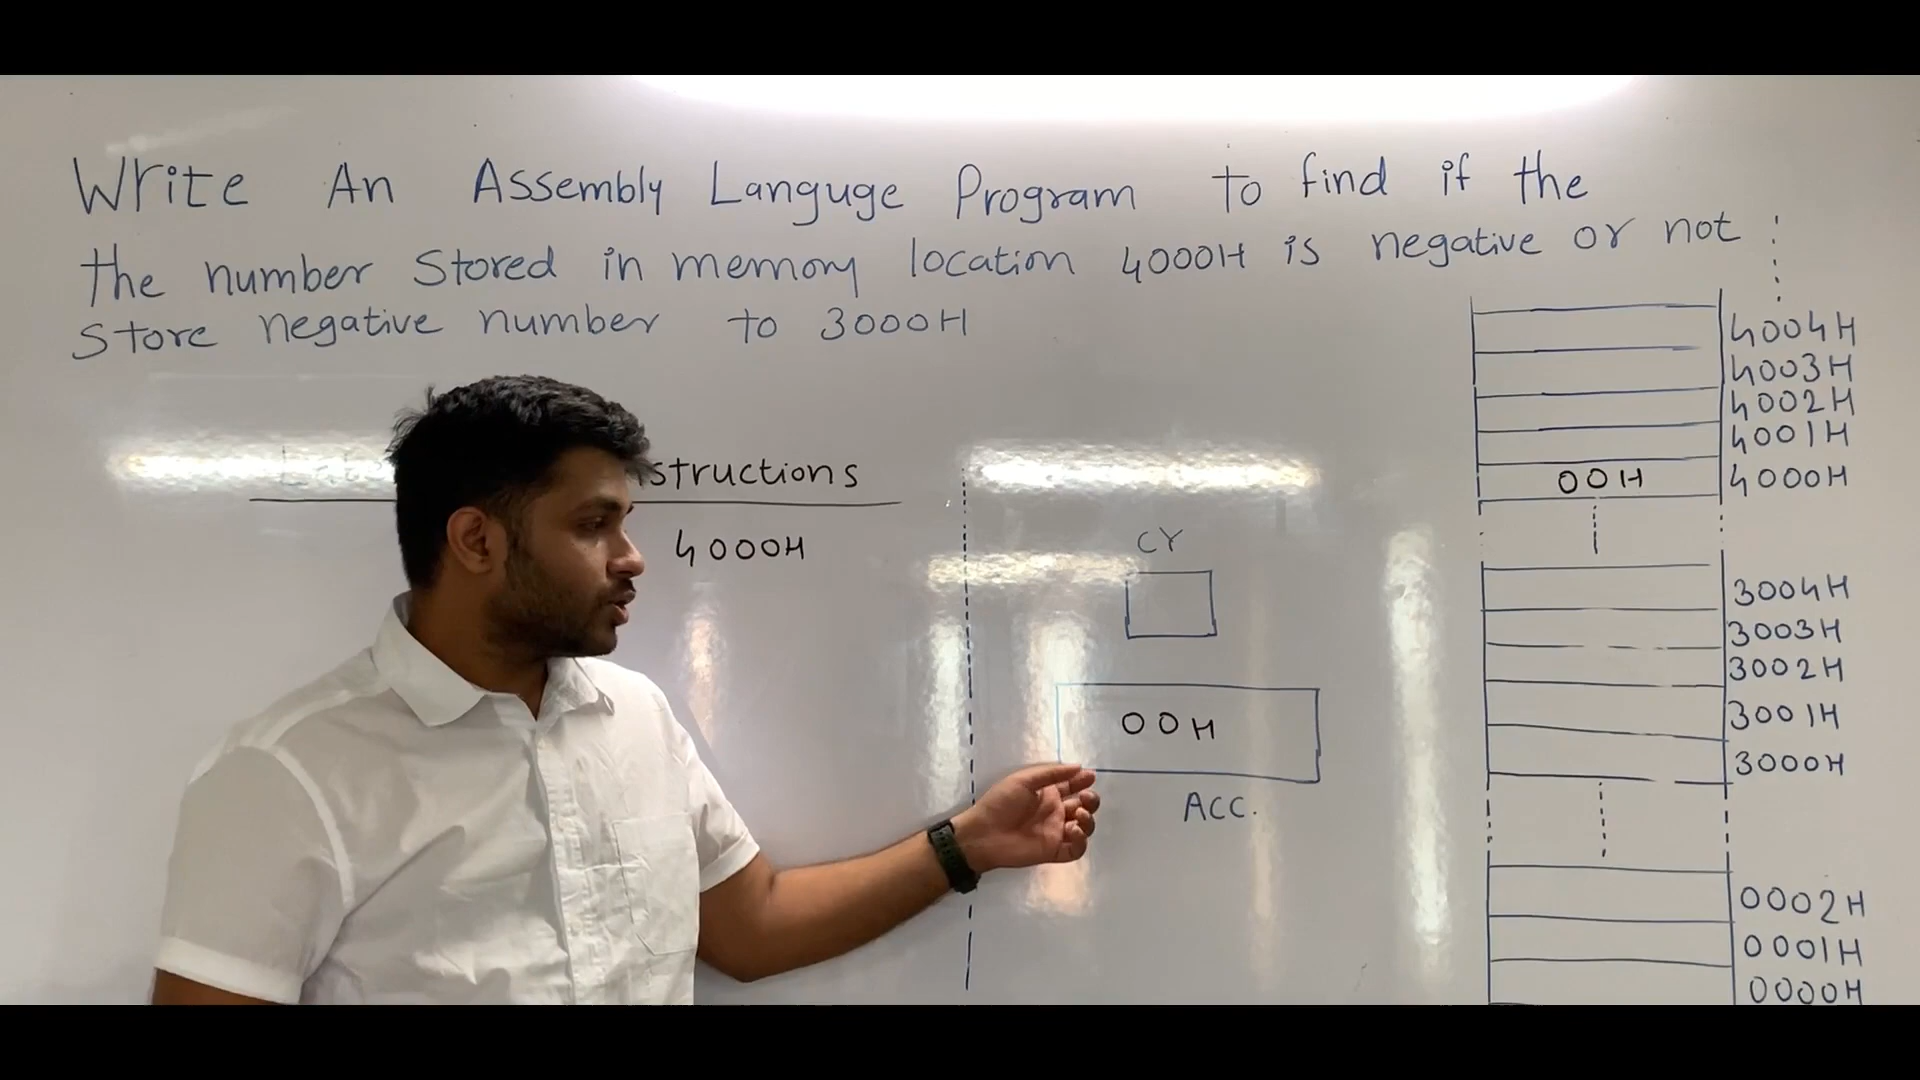 Write An Assembly Languge Program to find if the
the number stored in memory location 4000H is negative or not
Store negative number to 3000H
structions
4000H
CY
00H
ACC.
4004H
4003H
4002H
4001H
00H 4000H
3004H
3003H
3002H
3001H
3000H
0002H
0001H
0000H